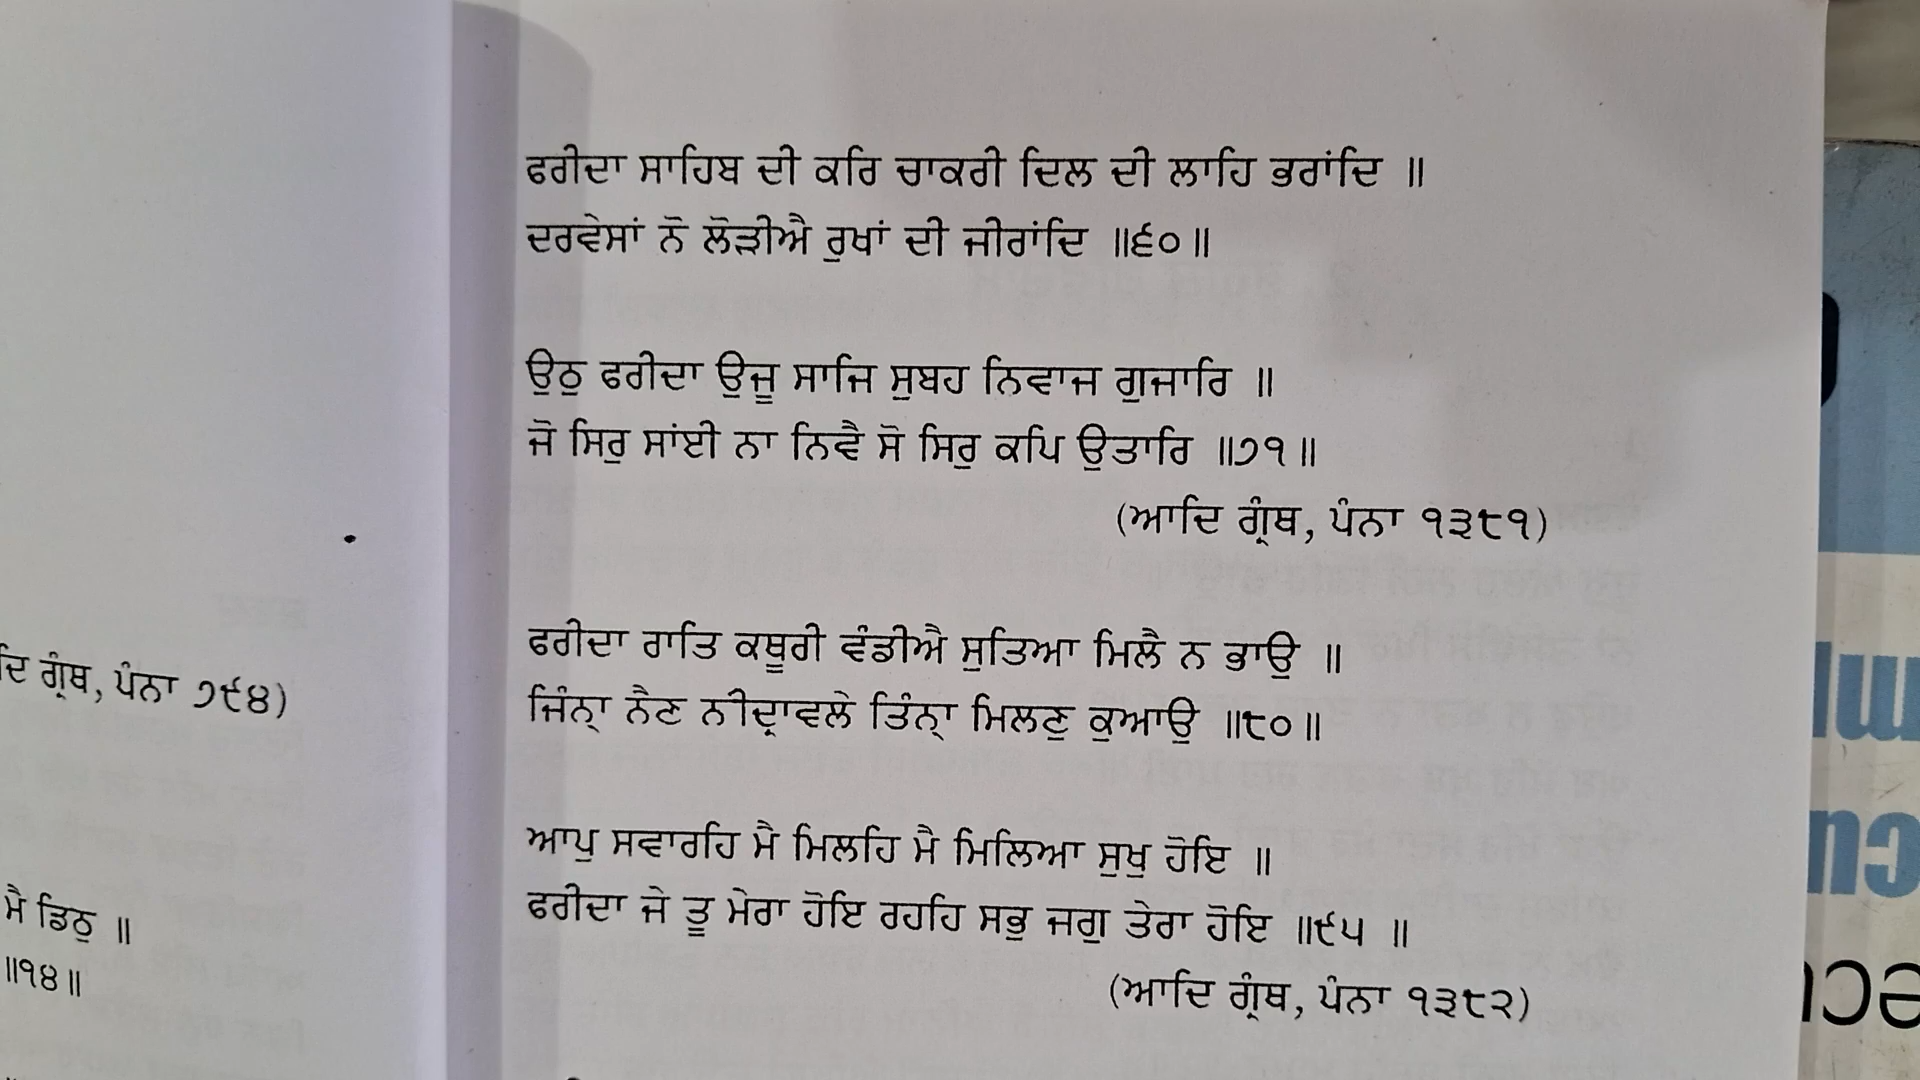 ਦਿ ਗ੍ਰੰਥ, ਪੰਨਾ ੭੯੪)
ਮੈ ਡਿਠੁ ॥
॥੧੪॥
ਫਰੀਦਾ ਸਾਹਿਬ ਦੀ ਕਰਿ ਚਾਕਰੀ ਦਿਲ ਦੀ ਲਾਹਿ ਭਰਾਂਦਿ ॥
ਦਰਵੇਸਾਂ ਨੋ ਲੋੜੀਐ ਰੁਖਾਂ ਦੀ ਜੀਰਾਂਦਿ ॥੬੦॥
ਉਠੁ ਫਰੀਦਾ ਉਜੂ ਸਾਜਿ ਸੁਬਹ ਨਿਵਾਜ ਗੁਜਾਰਿ ॥
ਜੋ ਸਿਰੁ ਸਾਂਈ ਨਾ ਨਿਵੈ ਸੋ ਸਿਰੁ ਕਪਿ ਉਤਾਰਿ ॥੭੧॥
(ਆਦਿ ਗ੍ਰੰਥ, ਪੰਨਾ ੧੩੮੧)
ਫਰੀਦਾ ਰਾਤਿ ਕਥੂਰੀ ਵੰਡੀਐ ਸੁਤਿਆ ਮਿਲੈ ਨ ਭਾਉ ॥
ਜਿੰਨ੍ਾ ਨੈਣ ਨੀਦ੍ਰਾਵਲੇ ਤਿੰਨ੍ਾ ਮਿਲਣੁ ਕੁਆਉ ॥੮੦॥
ਆਪੁ ਸਵਾਰਹਿ ਮੈ ਮਿਲਹਿ ਮੈ ਮਿਲਿਆ ਸੁਖੁ ਹੋਇ ॥
ਫਰੀਦਾ ਜੇ ਤੂ ਮੇਰਾ ਹੋਇ ਰਹਹਿ ਸਭੁ ਜਗੁ ਤੇਰਾ ਹੋਇ ॥੯੫ ॥
(ਆਦਿ ਗ੍ਰੰਥ, ਪੰਨਾ ੧੩੮੨)